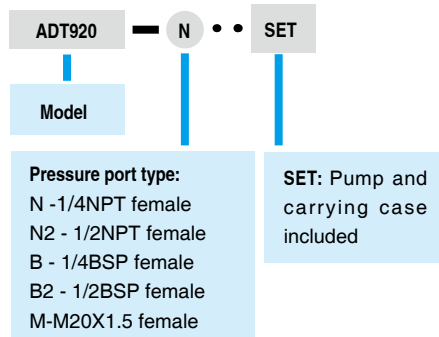 ADT920 — N • • SET
Model
Pressure port type:
N -1/4NPT female
N2 - 1/2NPT female
B - 1/4BSP female
B2 - 1/2BSP female
M-M20X1.5 female
SET: Pump and
carrying case
included